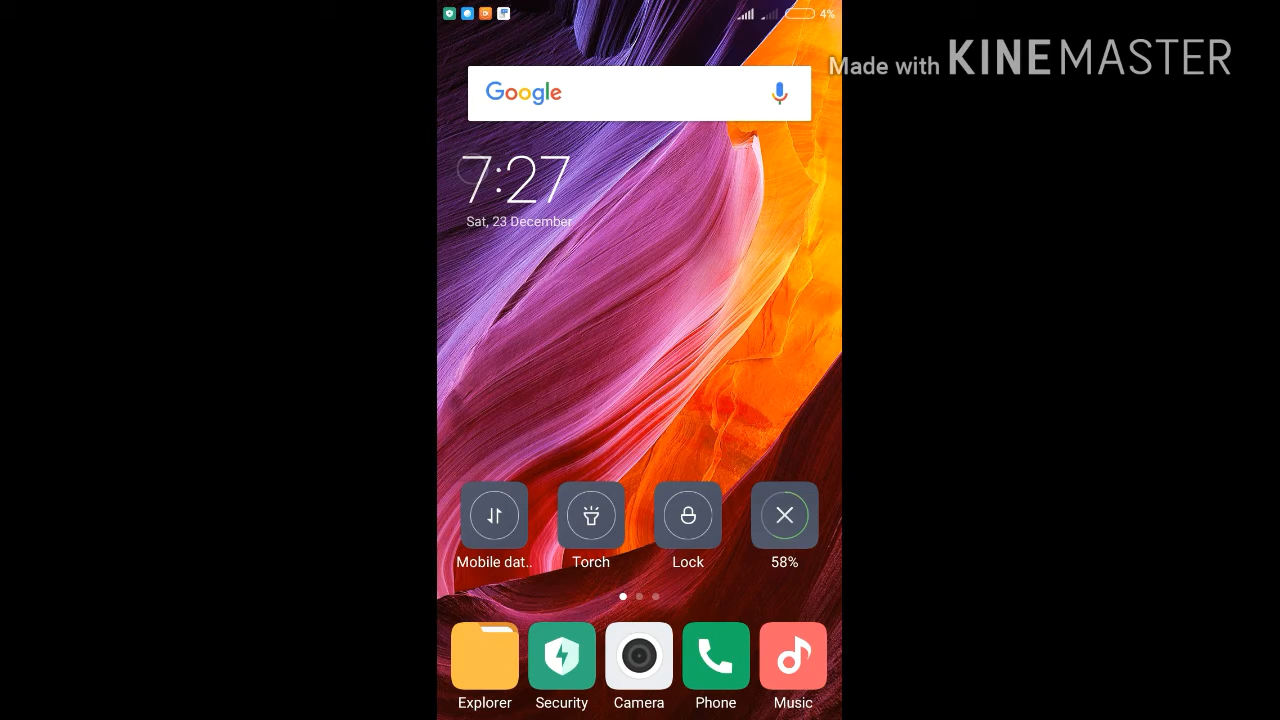 4%
Made with KINEMASTER
Google
7:27
Sat, 23 December
Mobile dat..
Torch
Lock
58%
Explorer
Security
Camera
Phone
Music